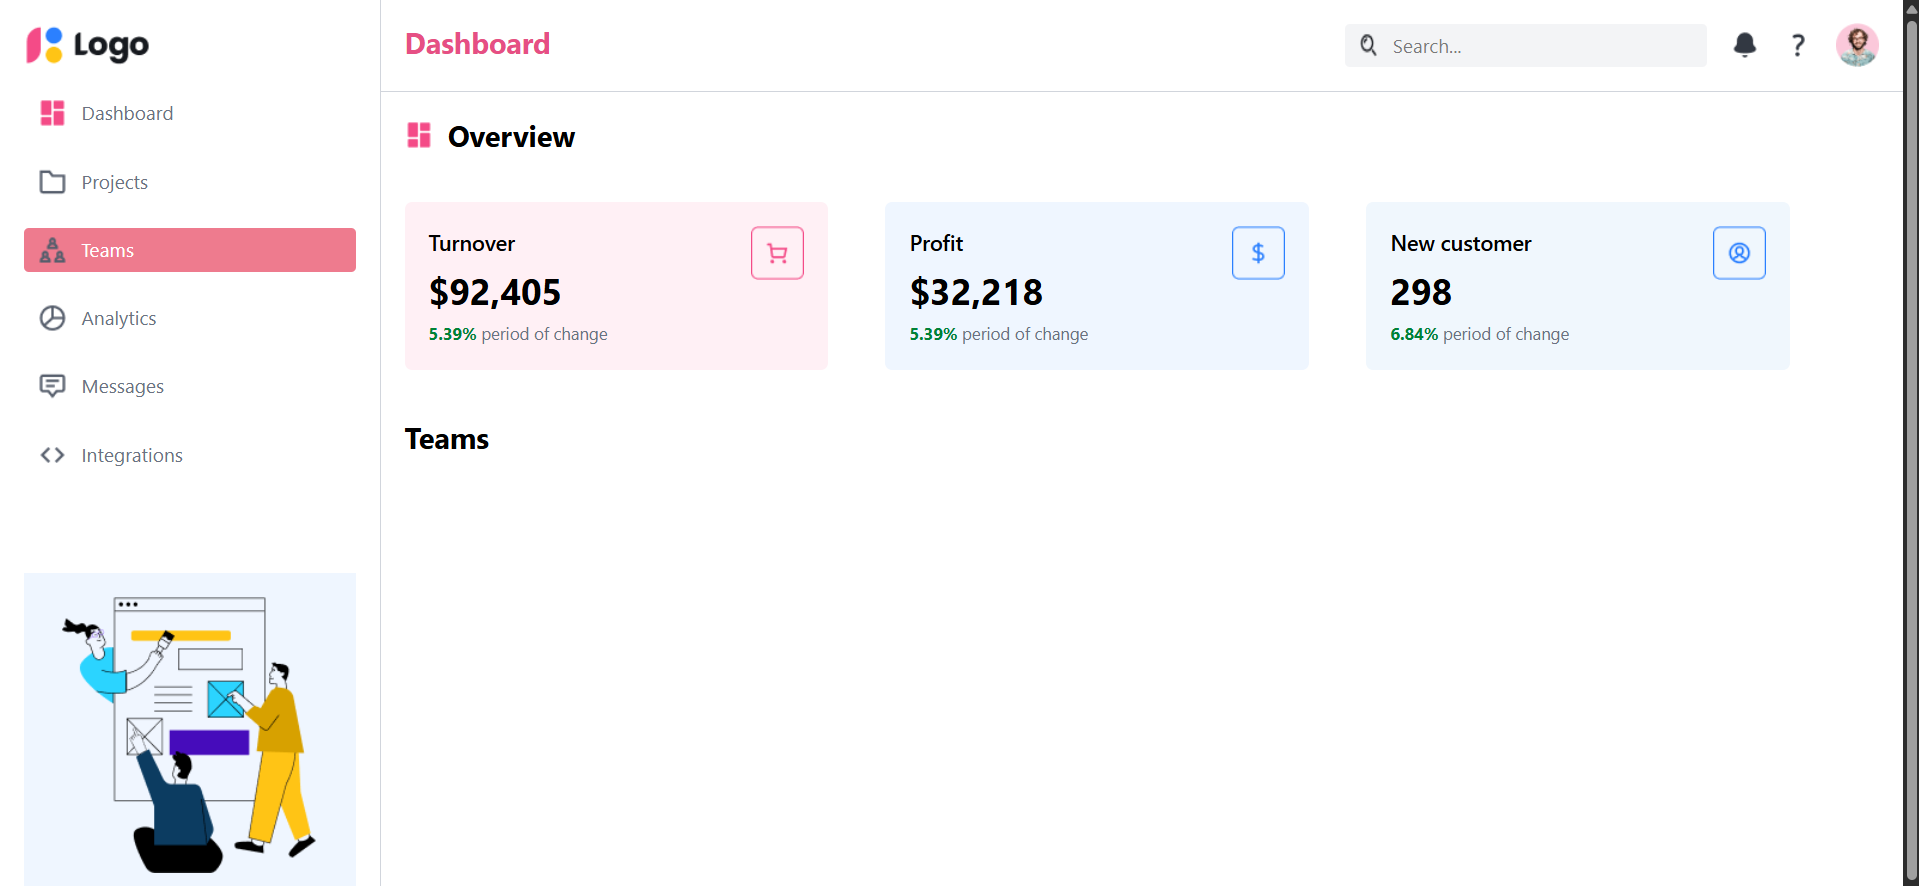 Logo
Dashboard
Projects
Teams
Analytics
Messages
Integrations
Dashboard
Search...
?
Overview
Turnover
$92,405
5.39% period of change
Profit
$
$32,218
5.39% period of change
New customer
298
6.84% period of change
Teams